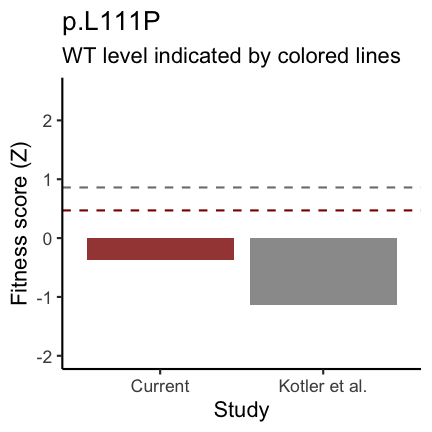 p.L111P
WT level indicated by colored lines
Fitness score (Z)
2
1
0
-1
-2
Current
Kotler et al.
Study